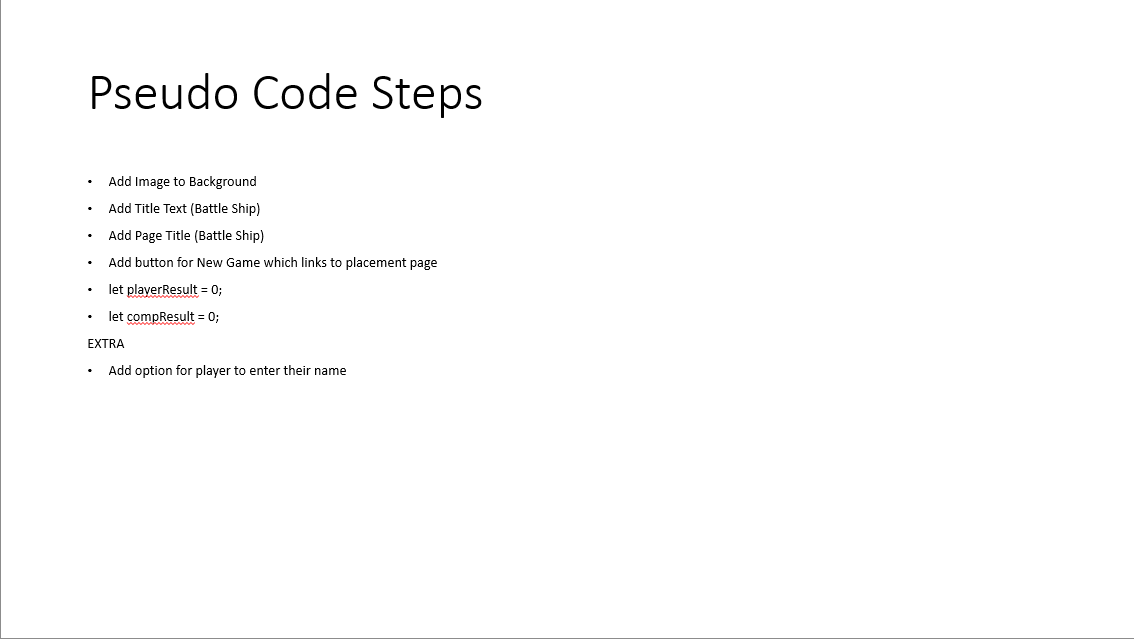 Pseudo Code Steps
• Add Image to Background
• Add Title Text (Battle Ship)
• Add Page Title (Battle Ship)
• Add button for New Game which links to placement page
• let playerResult = 0;
• let compResult = 0;
EXTRA
• Add option for player to enter their name